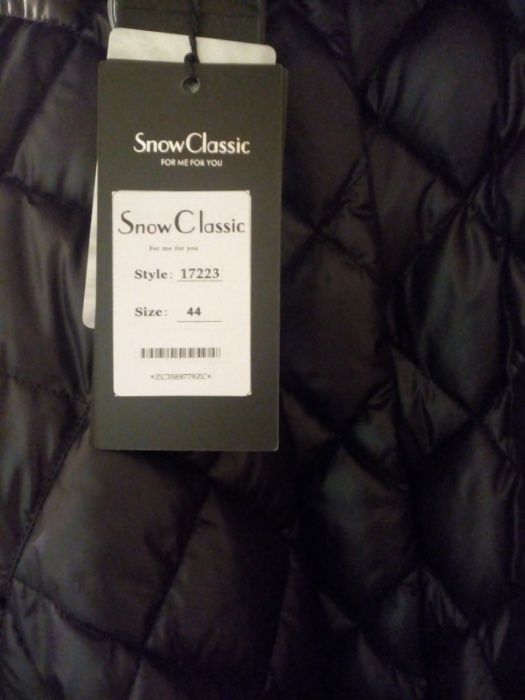 SnowClassic
FOR ME FOR YOU
SnowClassic
For me for you
Style: 17223
Size: 44
*ZC3588779ZC*